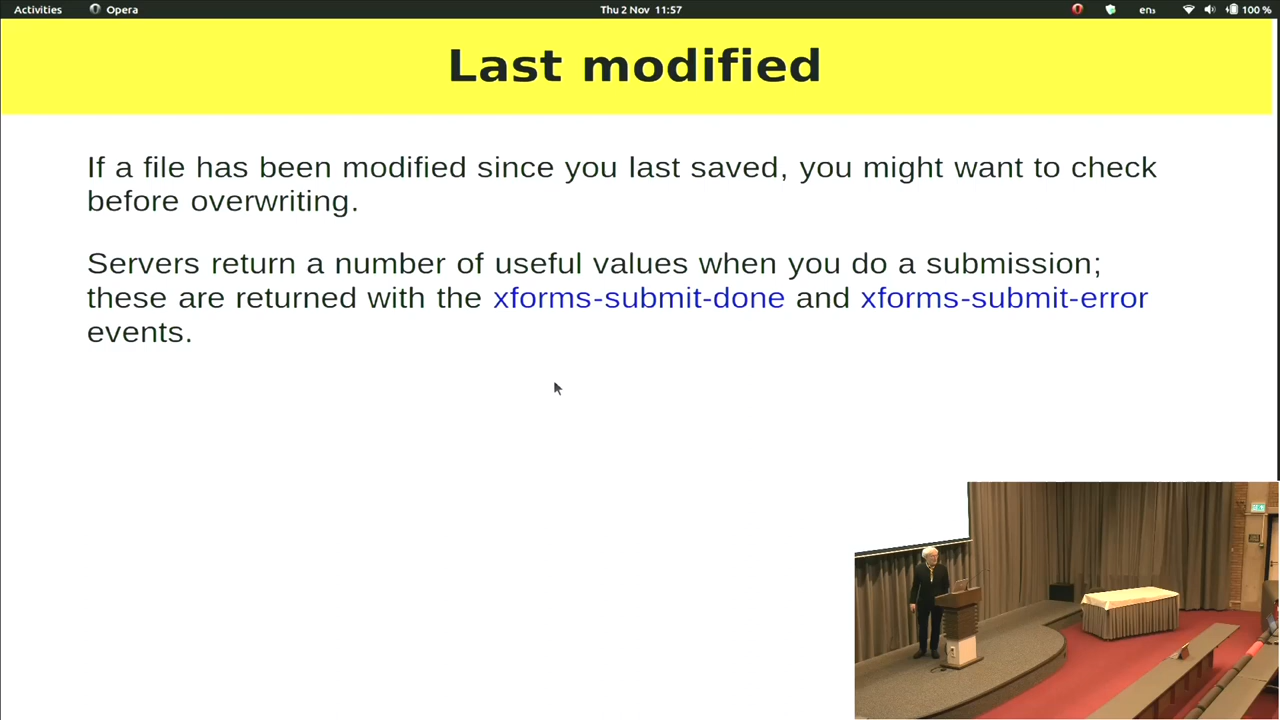 Activities Opera Thu 2 Nov 11:57 en₃ 100 %
Last modified
If a file has been modified since you last saved, you might want to check
before overwriting.
Servers return a number of useful values when you do a submission;
these are returned with the xforms-submit-done and xforms-submit-error
events.